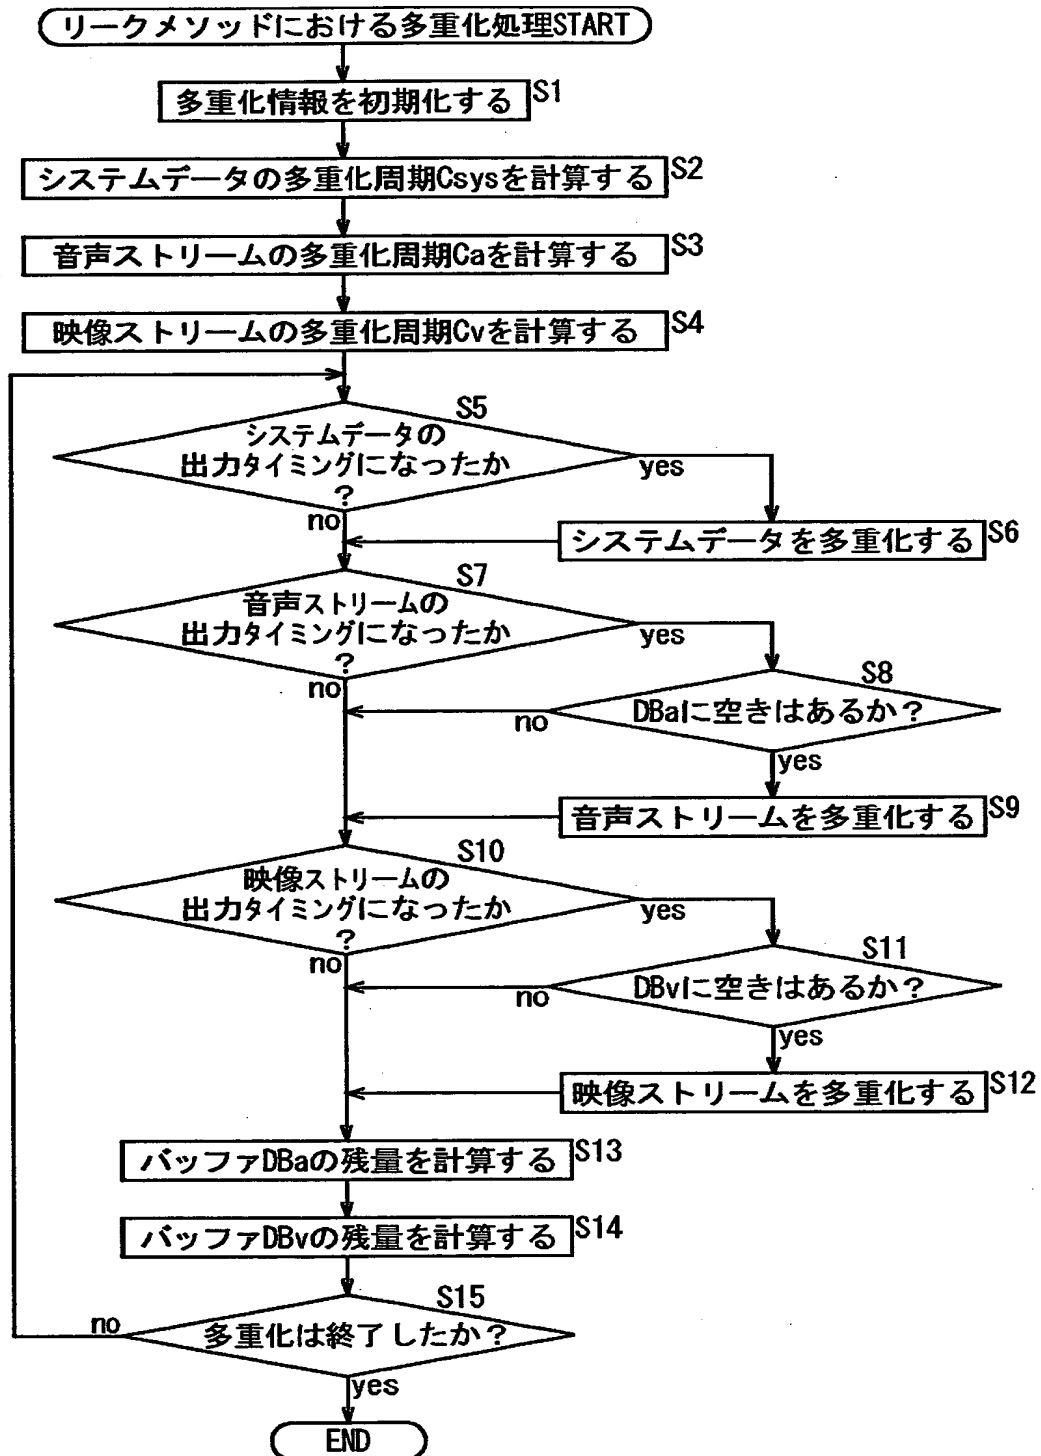 リークメソッドにおける多重化処理START
多重化情報を初期化する
S1
システムデータの多重化周期Csysを計算する
S2
音声ストリームの多重化周期Caを計算する
S3
映像ストリームの多重化周期Cvを計算する
S4
S5
システムデータの
出力タイミングになったか
?
yes
no
システムデータを多重化する
S6
S7
音声ストリームの
出力タイミングになったか
?
yes
no
S8
DBaに空きはあるか?
no
yes
音声ストリームを多重化する
S9
S10
映像ストリームの
出力タイミングになったか
?
yes
no
S11
DBvに空きはあるか?
no
yes
映像ストリームを多重化する
S12
バッファDBaの残量を計算する
S13
バッファDBvの残量を計算する
S14
S15
多重化は終了したか?
no
yes
END